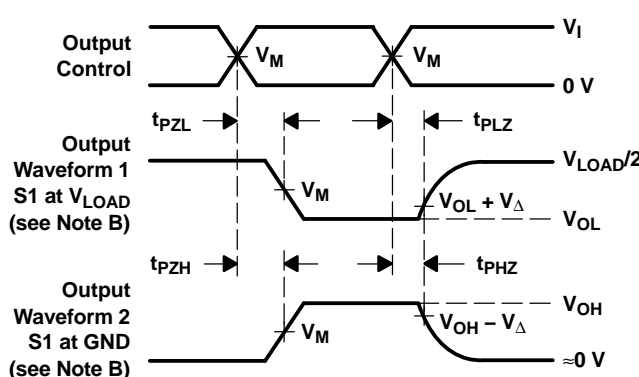 Output
Control
V_M
V_M
V_I
0 V
t_PZL
t_PLZ
Output
Waveform 1
S1 at V_LOAD
(see Note B)
V_M
V_LOAD/2
V_OL + V_Δ
V_OL
t_PZH
t_PHZ
Output
Waveform 2
S1 at GND
(see Note B)
V_M
V_OH
V_OH – V_Δ
≈0 V